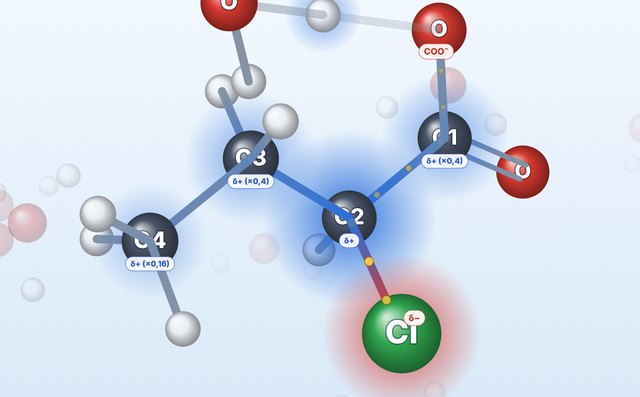 O
O
COO⁻
C1
δ+ (×0,4)
C3
δ+ (×0,4)
O
C2
δ+
C4
δ+ (×0,16)
Cl
δ−